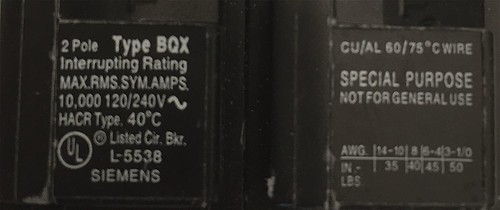 2 Pole Type BQX
Interrupting Rating
MAX.RMS.SYM.AMPS.
10,000 120/240V ~
HACR Type. 40°C
UL ® Listed Cir. Bkr.
L-5538
SIEMENS
CU/AL 60/75°C WIRE
SPECIAL PURPOSE
NOT FOR GENERAL USE
AWG. 14-10 8 6-4 3-1/0
IN.- 35 40 45 50
LBS.